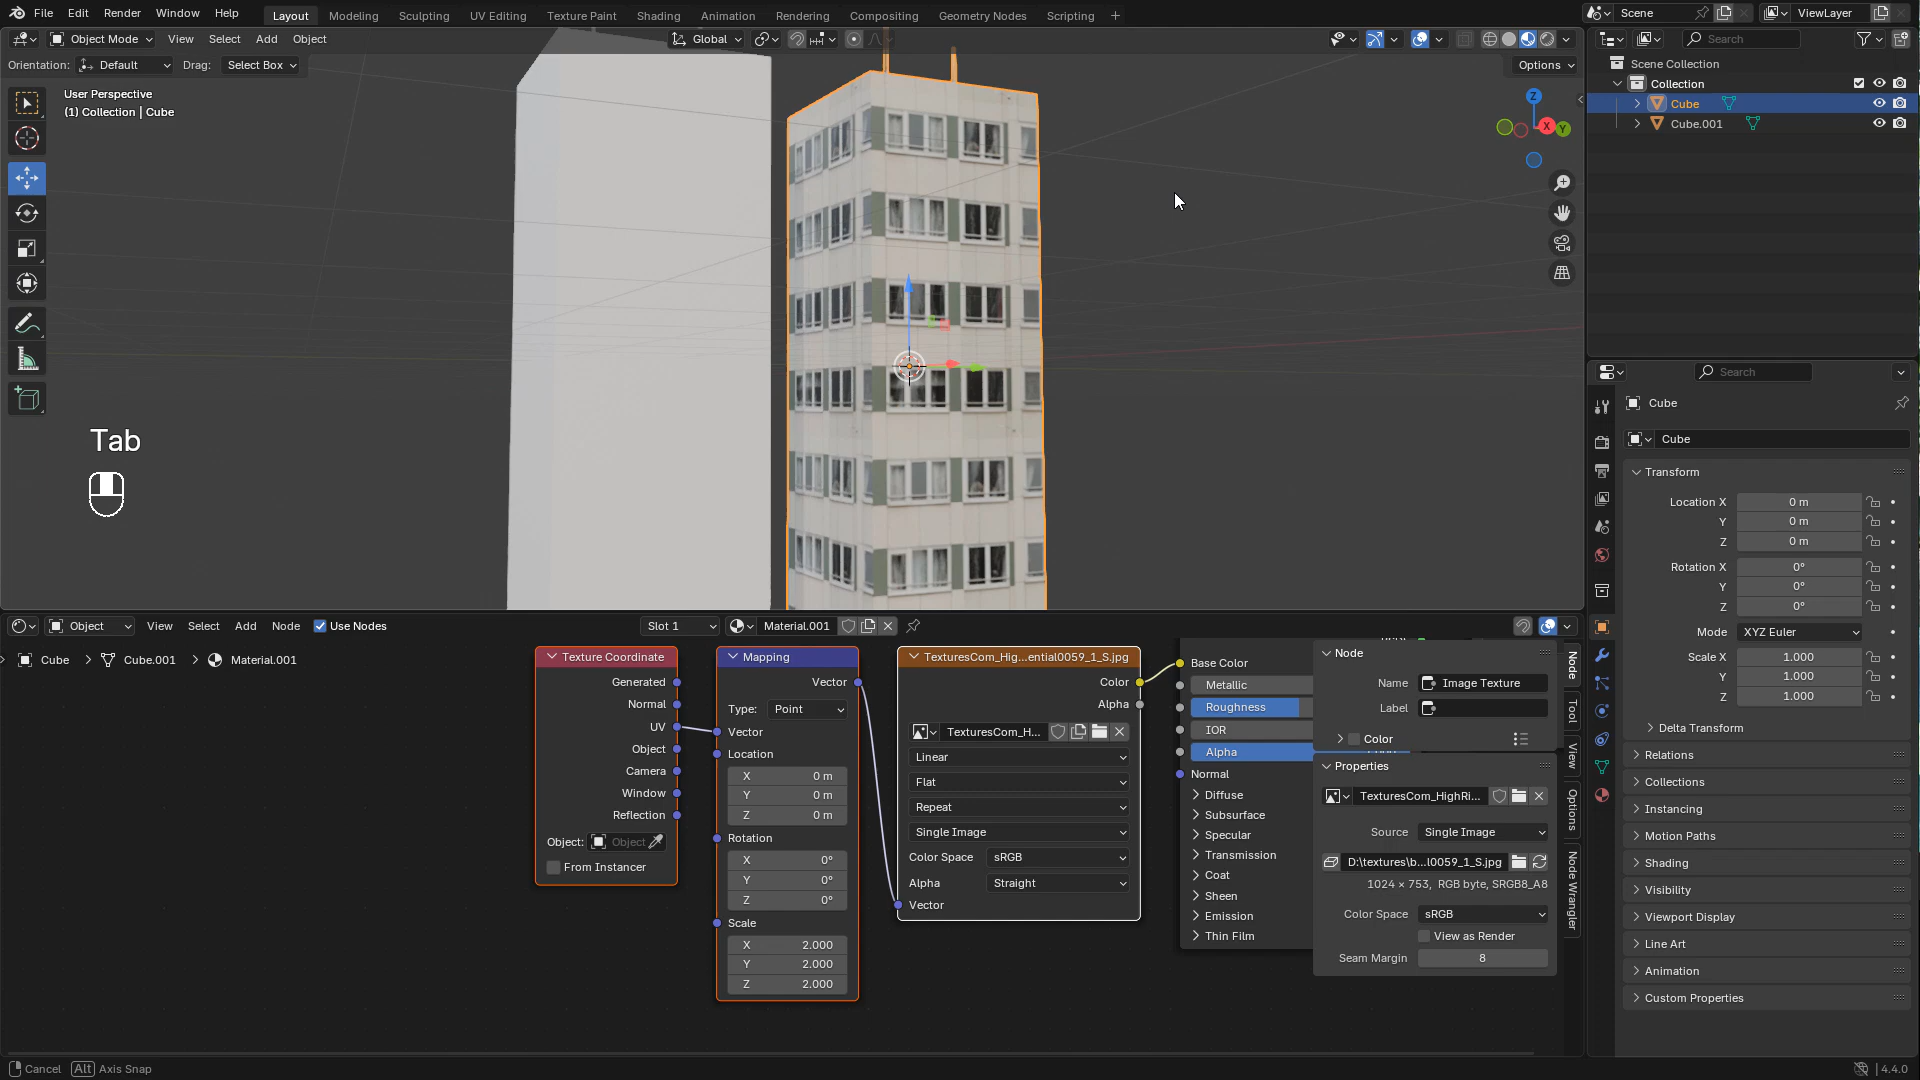 File Edit Render Window Help Layout Modeling Sculpting UV Editing Texture Paint Shading Animation Rendering Compositing Geometry Nodes Scripting + Scene ViewLayer
Object Mode View Select Add Object Global Search
Orientation: Default Drag: Select Box Options
Scene Collection
Collection
Cube
Cube.001
User Perspective
(1) Collection | Cube
Z
X
Y
Tab
Search
Cube
Cube
Transform
Location X 0 m
Y 0 m
Z 0 m
Rotation X 0°
Y 0°
Z 0°
Mode XYZ Euler
Scale X 1.000
Y 1.000
Z 1.000
Delta Transform
Relations
Collections
Instancing
Motion Paths
Shading
Visibility
Viewport Display
Line Art
Animation
Custom Properties
Object View Select Add Node Use Nodes Slot 1 Material.001
Cube Cube.001 Material.001
Texture Coordinate
Generated
Normal
UV
Object
Camera
Window
Reflection
Object: Object
From Instancer
Mapping
Vector
Type: Point
Vector
Location
X 0 m
Y 0 m
Z 0 m
Rotation
X 0°
Y 0°
Z 0°
Scale
X 2.000
Y 2.000
Z 2.000
TexturesCom_Hig...ential0059_1_S.jpg
Color
Alpha
TexturesCom_H...
Linear
Flat
Repeat
Single Image
Color Space sRGB
Alpha Straight
Vector
Base Color
Metallic
Roughness
IOR
Alpha
Normal
Diffuse
Subsurface
Specular
Transmission
Coat
Sheen
Emission
Thin Film
Node
Name Image Texture
Label
Color
Properties
TexturesCom_HighRi...
Source Single Image
D:\textures\b...l0059_1_S.jpg
1024 × 753, RGB byte, SRGB8_A8
Color Space sRGB
View as Render
Seam Margin 8
Node
Tool
View
Options
Node Wrangler
Cancel Alt Axis Snap 4.4.0